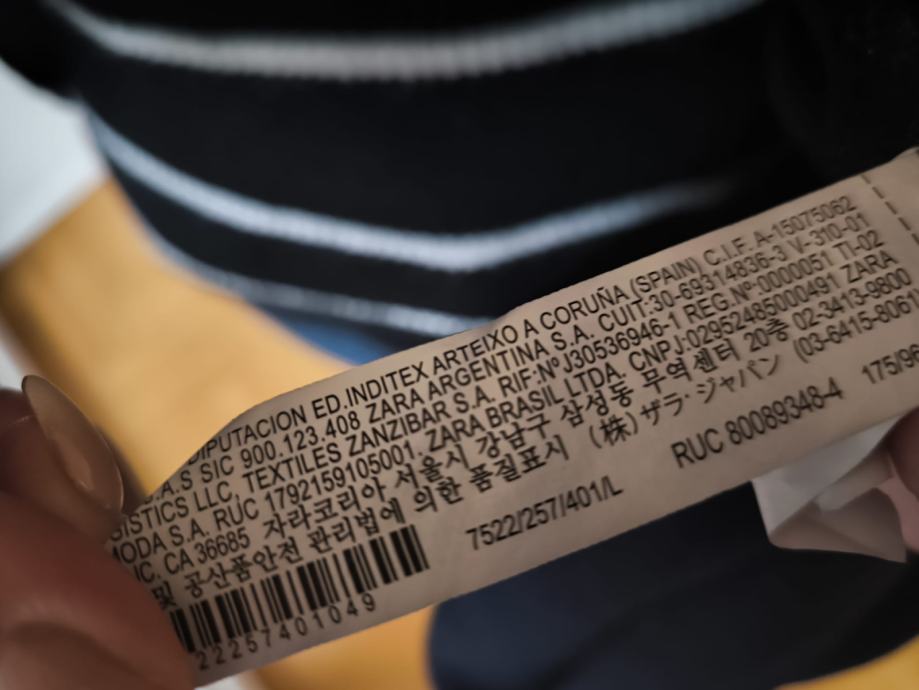 DIPUTACION ED.INDITEX ARTEIXO A CORUÑA (SPAIN) C.I.F. A-15075062
S.A.S SIC 900.123.408 ZARA ARGENTINA S.A. CUIT:30-69314836-3 V-310-01
ISTICS LLC, TEXTILES ZANZIBAR S.A. RIF:Nº J30536946-1 REG.Nº 0000051 TI-02
MODA S.A. RUC 1792159105001. ZARA BRASIL LTDA. CNPJ:02952485000491 ZARA
IC, CA 36685 자라코리아 서울시 강남구 삼성동 무역센터 20층 02-3413-9800
및 공산품안전 관리법에 의한 품질표시 (株)ザラ・ジャパン (03-6415-8061
7522/257/401/L RUC 80089348-4 175/96
22257401049